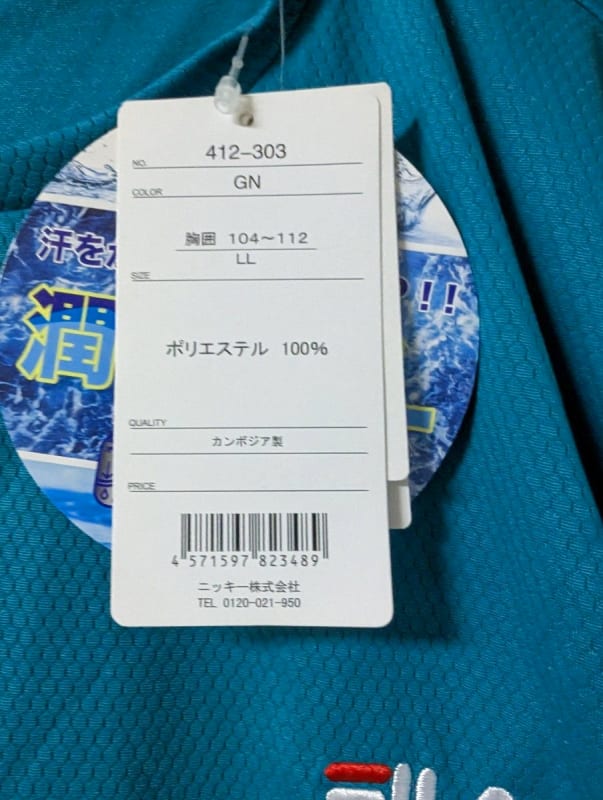 NO. 412-303
COLOR GN
胸囲 104～112
SIZE LL
ポリエステル 100%
QUALITY
カンボジア製
PRICE
4 571597 823489
ニッキー株式会社
TEL 0120-021-950
汗を
!!
潤